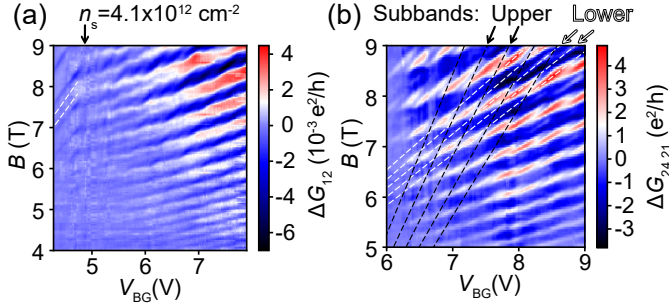 (a) n_s=4.1x10^12 cm^-2
9
8
7
6
5
4
B (T)
5 6 7
V_BG(V)
4
2
0
-2
-4
-6
ΔG_12 (10^-3 e^2/h)
(b) Subbands: Upper Lower
9
8
7
6
5
B (T)
6 7 8 9
V_BG(V)
4
3
2
1
0
-1
-2
-3
ΔG_24,21 (e^2/h)